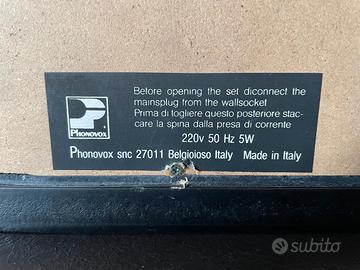 Before opening the set diconnect the
mainsplug from the wallsocket
Prima di togliere questo posteriore stac-
care la spina dalla presa di corrente
220v 50 Hz 5W
PHONOVOX
Phonovox snc 27011 Belgioioso Italy Made in Italy
subito